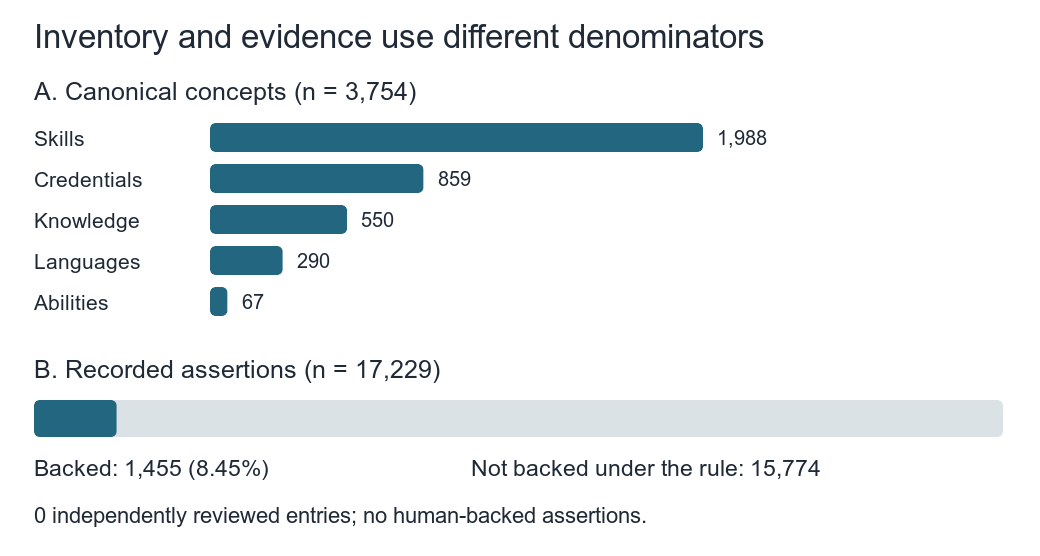 Inventory and evidence use different denominators
A. Canonical concepts (n = 3,754)
Skills 1,988
Credentials 859
Knowledge 550
Languages 290
Abilities 67
B. Recorded assertions (n = 17,229)
Backed: 1,455 (8.45%) Not backed under the rule: 15,774
0 independently reviewed entries; no human-backed assertions.